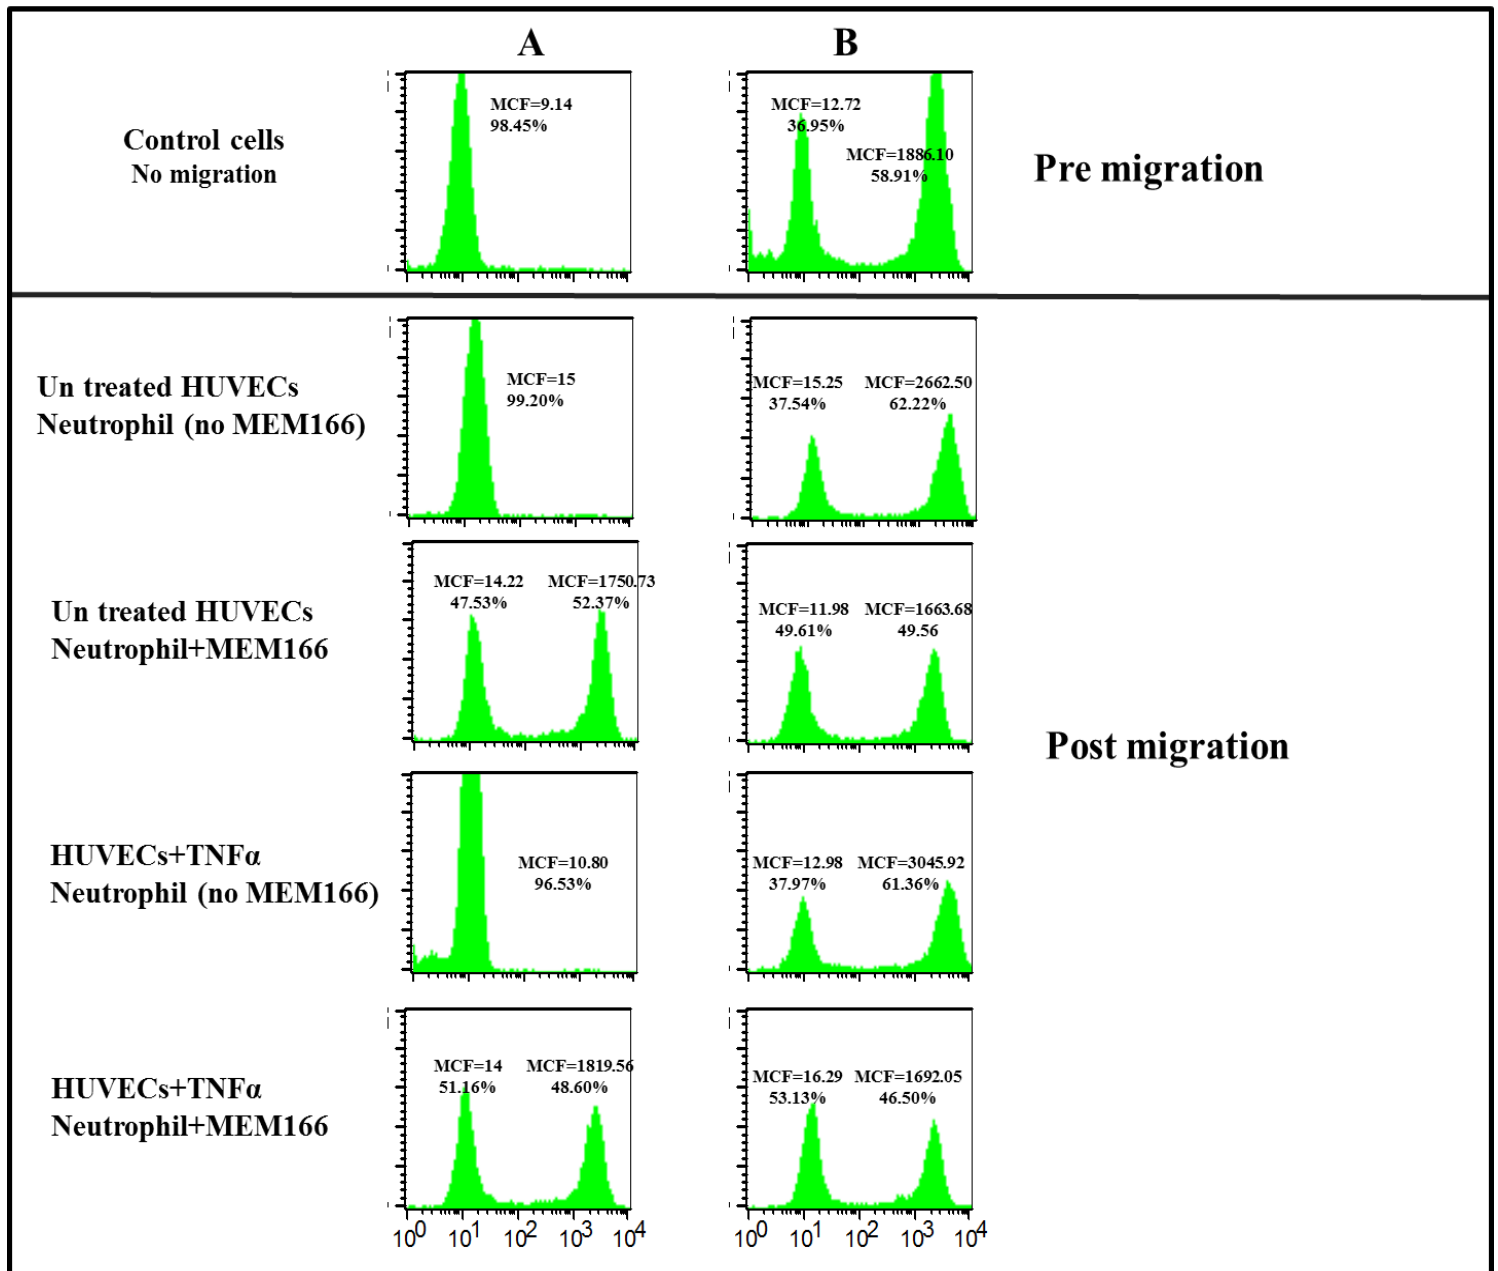 A
B
Control cells
No migration
MCF=9.14
98.45%
MCF=12.72
36.95%
MCF=1886.10
58.91%
Pre migration
Un treated HUVECs
Neutrophil (no MEM166)
MCF=15
99.20%
MCF=15.25
37.54%
MCF=2662.50
62.22%
Un treated HUVECs
Neutrophil+MEM166
MCF=14.22
47.53%
MCF=1750.73
52.37%
MCF=11.98
49.61%
MCF=1663.68
49.56
Post migration
HUVECs+TNFα
Neutrophil (no MEM166)
MCF=10.80
96.53%
MCF=12.98
37.97%
MCF=3045.92
61.36%
HUVECs+TNFα
Neutrophil+MEM166
MCF=14
51.16%
MCF=1819.56
48.60%
MCF=16.29
53.13%
MCF=1692.05
46.50%
10⁰ 10¹ 10² 10³ 10⁴
10⁰ 10¹ 10² 10³ 10⁴